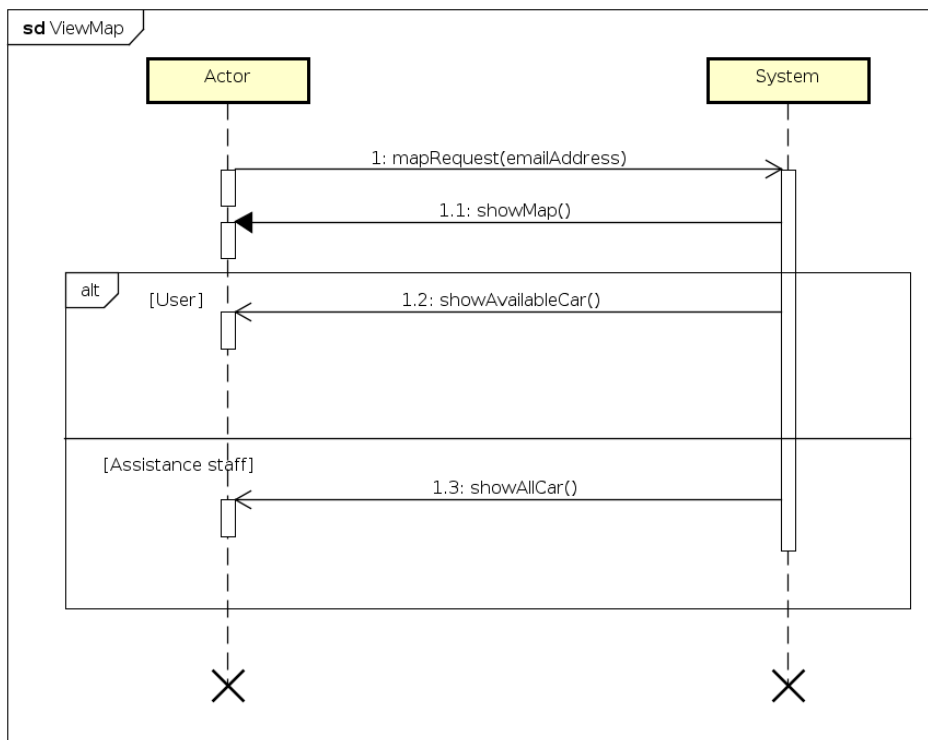 sd ViewMap
Actor
System
1: mapRequest(emailAddress)
1.1: showMap()
alt
[User]
1.2: showAvailableCar()
[Assistance staff]
1.3: showAllCar()